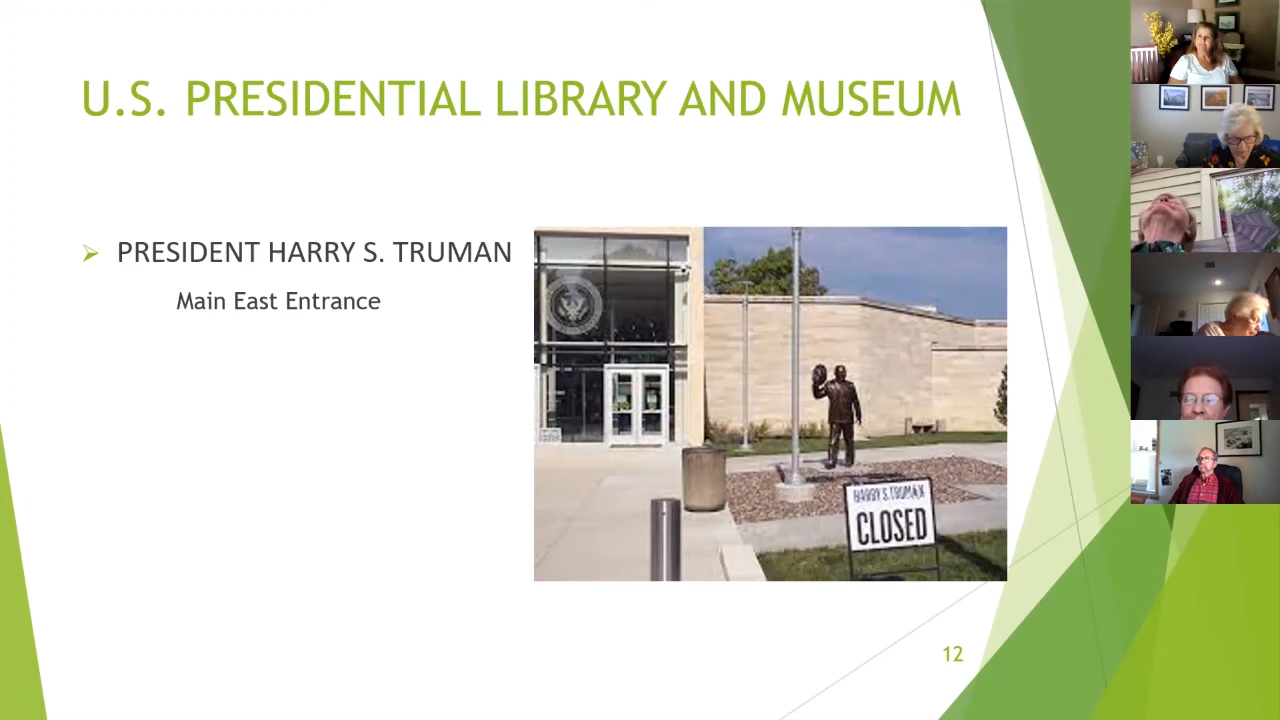 U.S. PRESIDENTIAL LIBRARY AND MUSEUM
PRESIDENT HARRY S. TRUMAN
Main East Entrance
HARRY S. TRUMAN
CLOSED
12